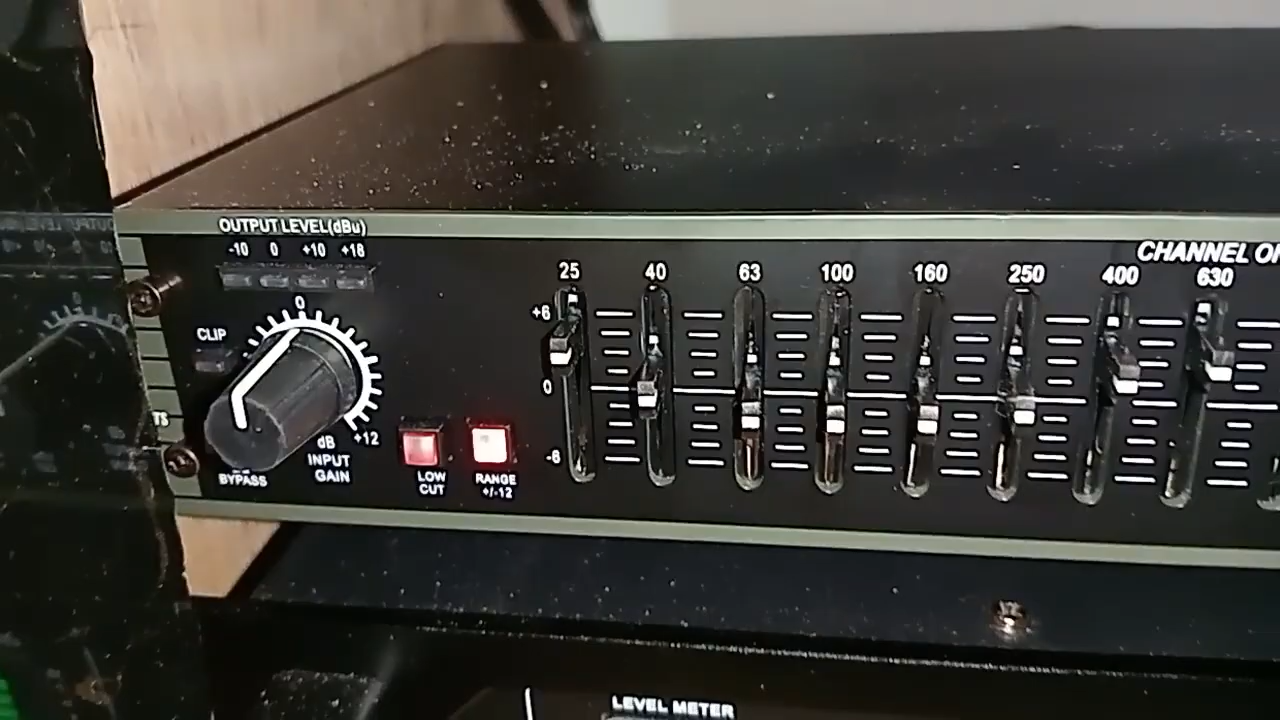 OUTPUT LEVEL(dBu)
-10 0 +10 +18
CHANNEL ON
25 40 63 100 160 250 400 630
0
+6
CLIP
0
TS
+12
dB
INPUT
GAIN
-6
BYPASS
LOW
CUT
RANGE
+/-12
LEVEL METER